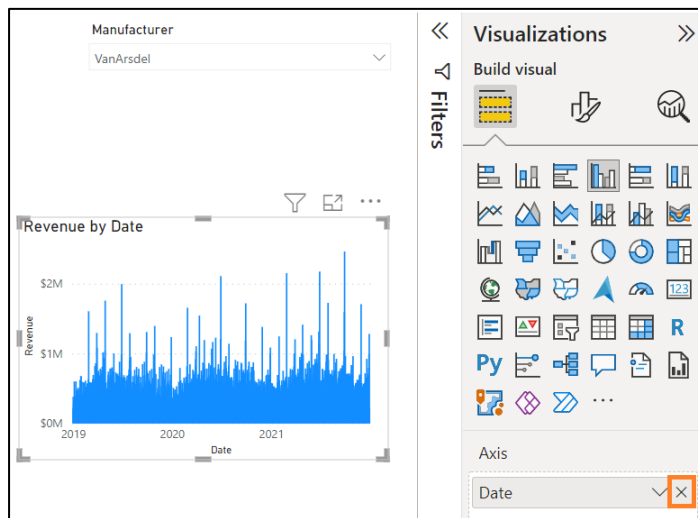 Manufacturer
VanArsdel
Revenue by Date
$2M
$1M
$0M
Revenue
2019 2020 2021
Date
Filters
Visualizations
Build visual
123
R
Py
Axis
Date